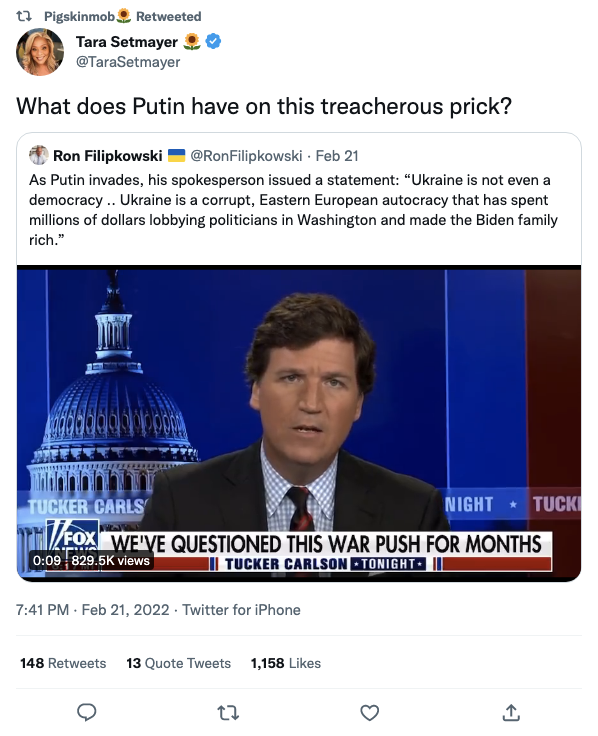 Pigskinmob🌻 Retweeted
Tara Setmayer 🌻
@TaraSetmayer
What does Putin have on this treacherous prick?
Ron Filipkowski 🇺🇦 @RonFilipkowski · Feb 21
As Putin invades, his spokesperson issued a statement: “Ukraine is not even a
democracy .. Ukraine is a corrupt, Eastern European autocracy that has spent
millions of dollars lobbying politicians in Washington and made the Biden family
rich.”
TUCKER CARLS
NIGHT ★ TUCK
FOX
NEWS
WE'VE QUESTIONED THIS WAR PUSH FOR MONTHS
0:09 829.5K views
TUCKER CARLSON ★TONIGHT★
7:41 PM · Feb 21, 2022 · Twitter for iPhone
148 Retweets 13 Quote Tweets 1,158 Likes